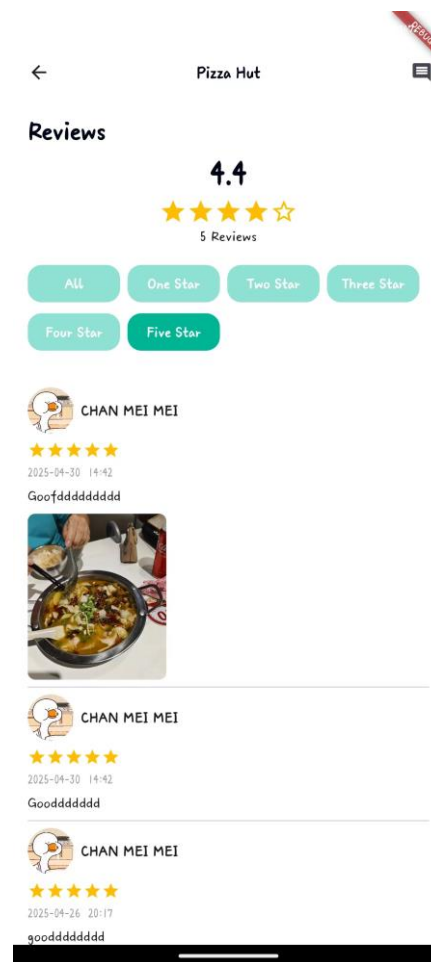 DEBUG
Pizza Hut
Reviews
4.4
5 Reviews
All One Star Two Star Three Star
Four Star Five Star
CHAN MEI MEI
2025-04-30 14:42
Goofddddddddd
CHAN MEI MEI
2025-04-30 14:42
Gooddddddd
CHAN MEI MEI
2025-04-26 20:17
gooddddddddd